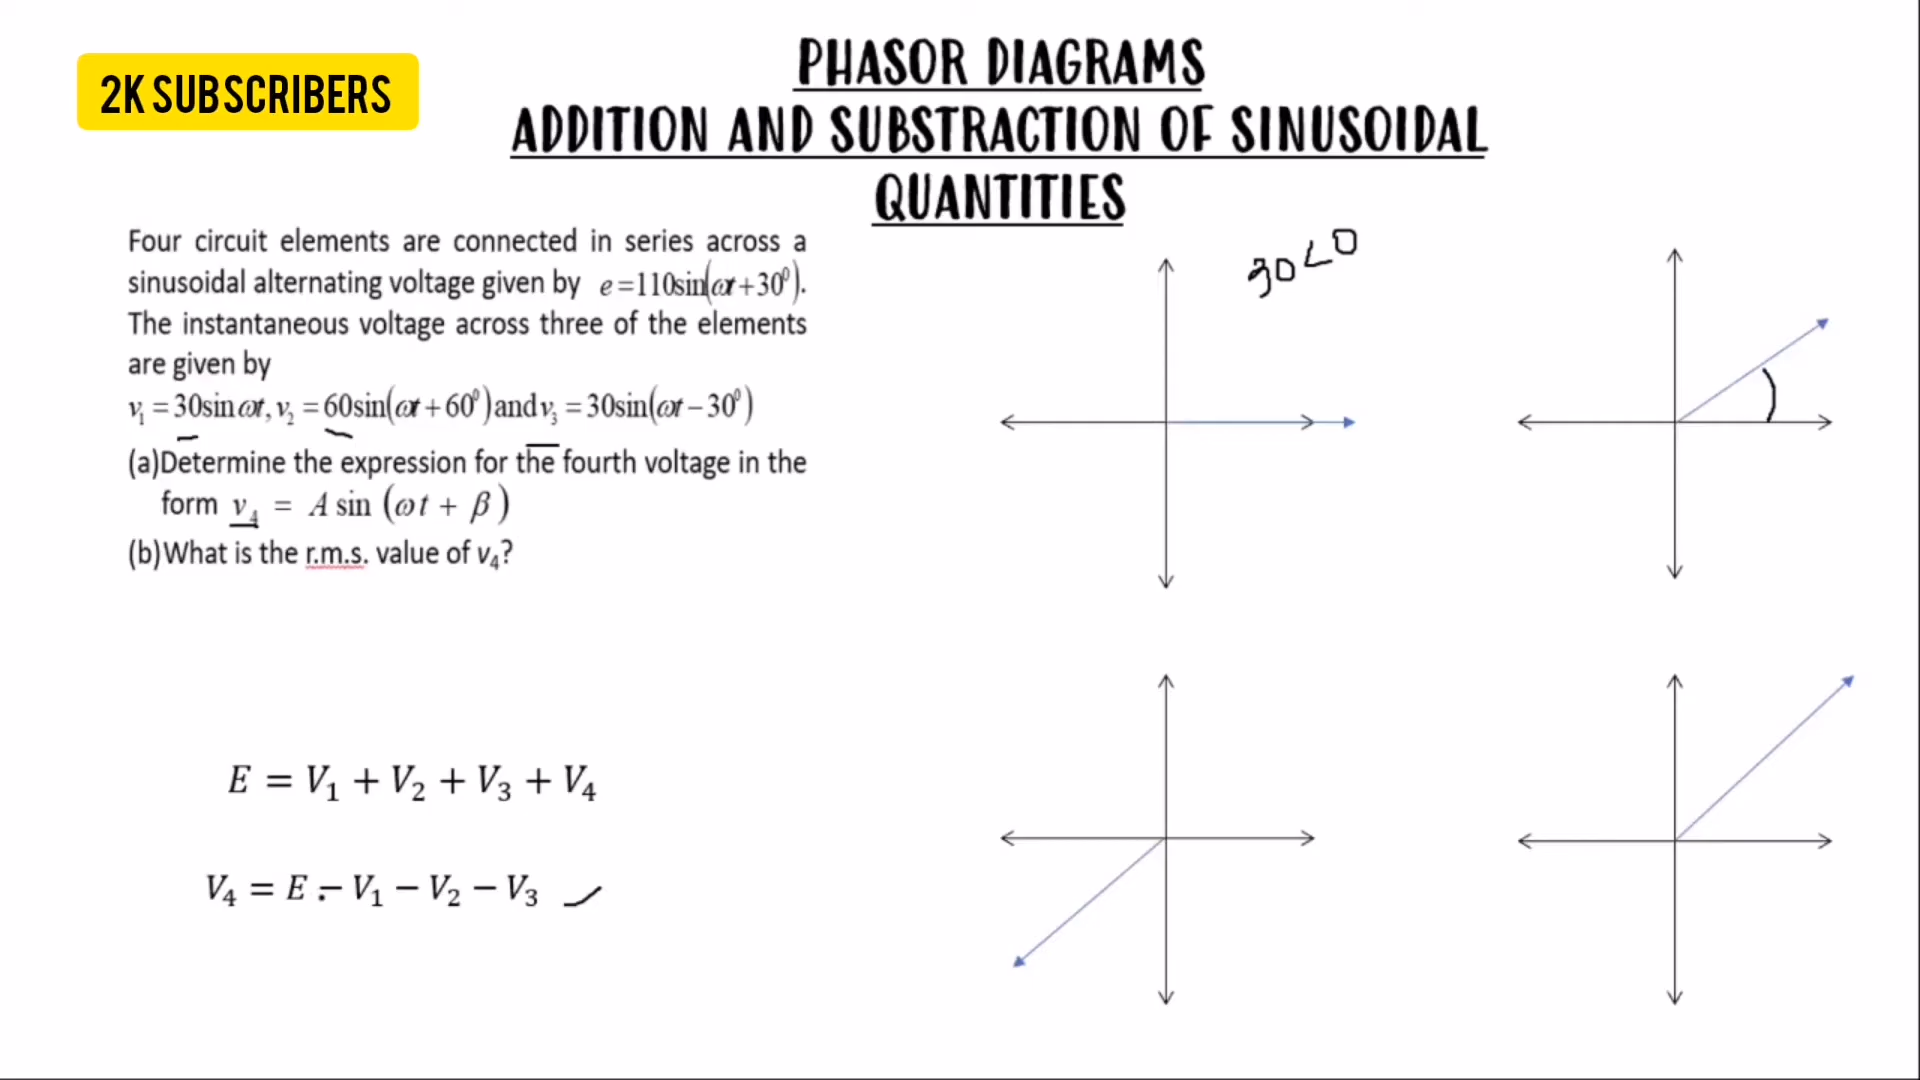 2K SUBSCRIBERS
PHASOR DIAGRAMS
ADDITION AND SUBSTRACTION OF SINUSOIDAL
QUANTITIES
Four circuit elements are connected in series across a
sinusoidal alternating voltage given by e=110sin(ωt+30⁰).
The instantaneous voltage across three of the elements
are given by
v₁ = 30sin ωt, v₂ = 60sin(ωt+60⁰) and v₃ = 30sin(ωt−30⁰)
(a)Determine the expression for the fourth voltage in the
form v₄ = A sin (ωt + β)
(b)What is the r.m.s. value of v₄?
E = V₁ + V₂ + V₃ + V₄
V₄ = E − V₁ − V₂ − V₃
30∠0